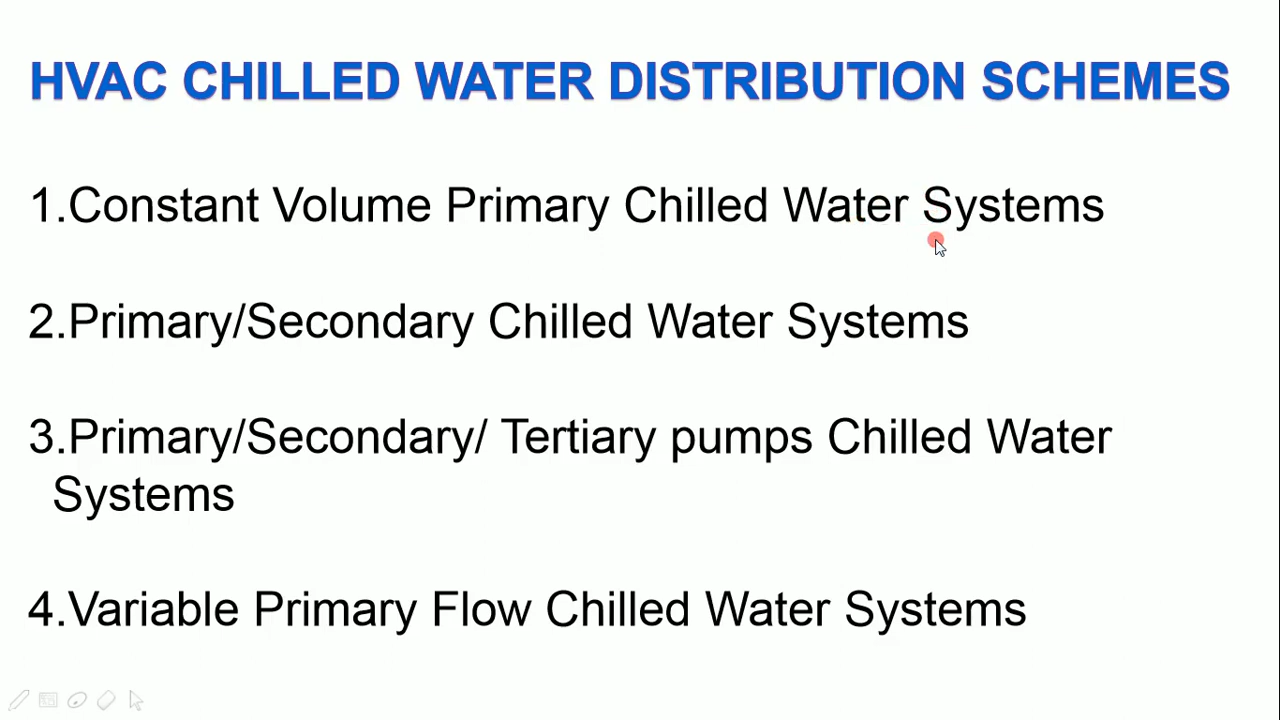 HVAC CHILLED WATER DISTRIBUTION SCHEMES
1.Constant Volume Primary Chilled Water Systems
2.Primary/Secondary Chilled Water Systems
3.Primary/Secondary/ Tertiary pumps Chilled Water
Systems
4.Variable Primary Flow Chilled Water Systems